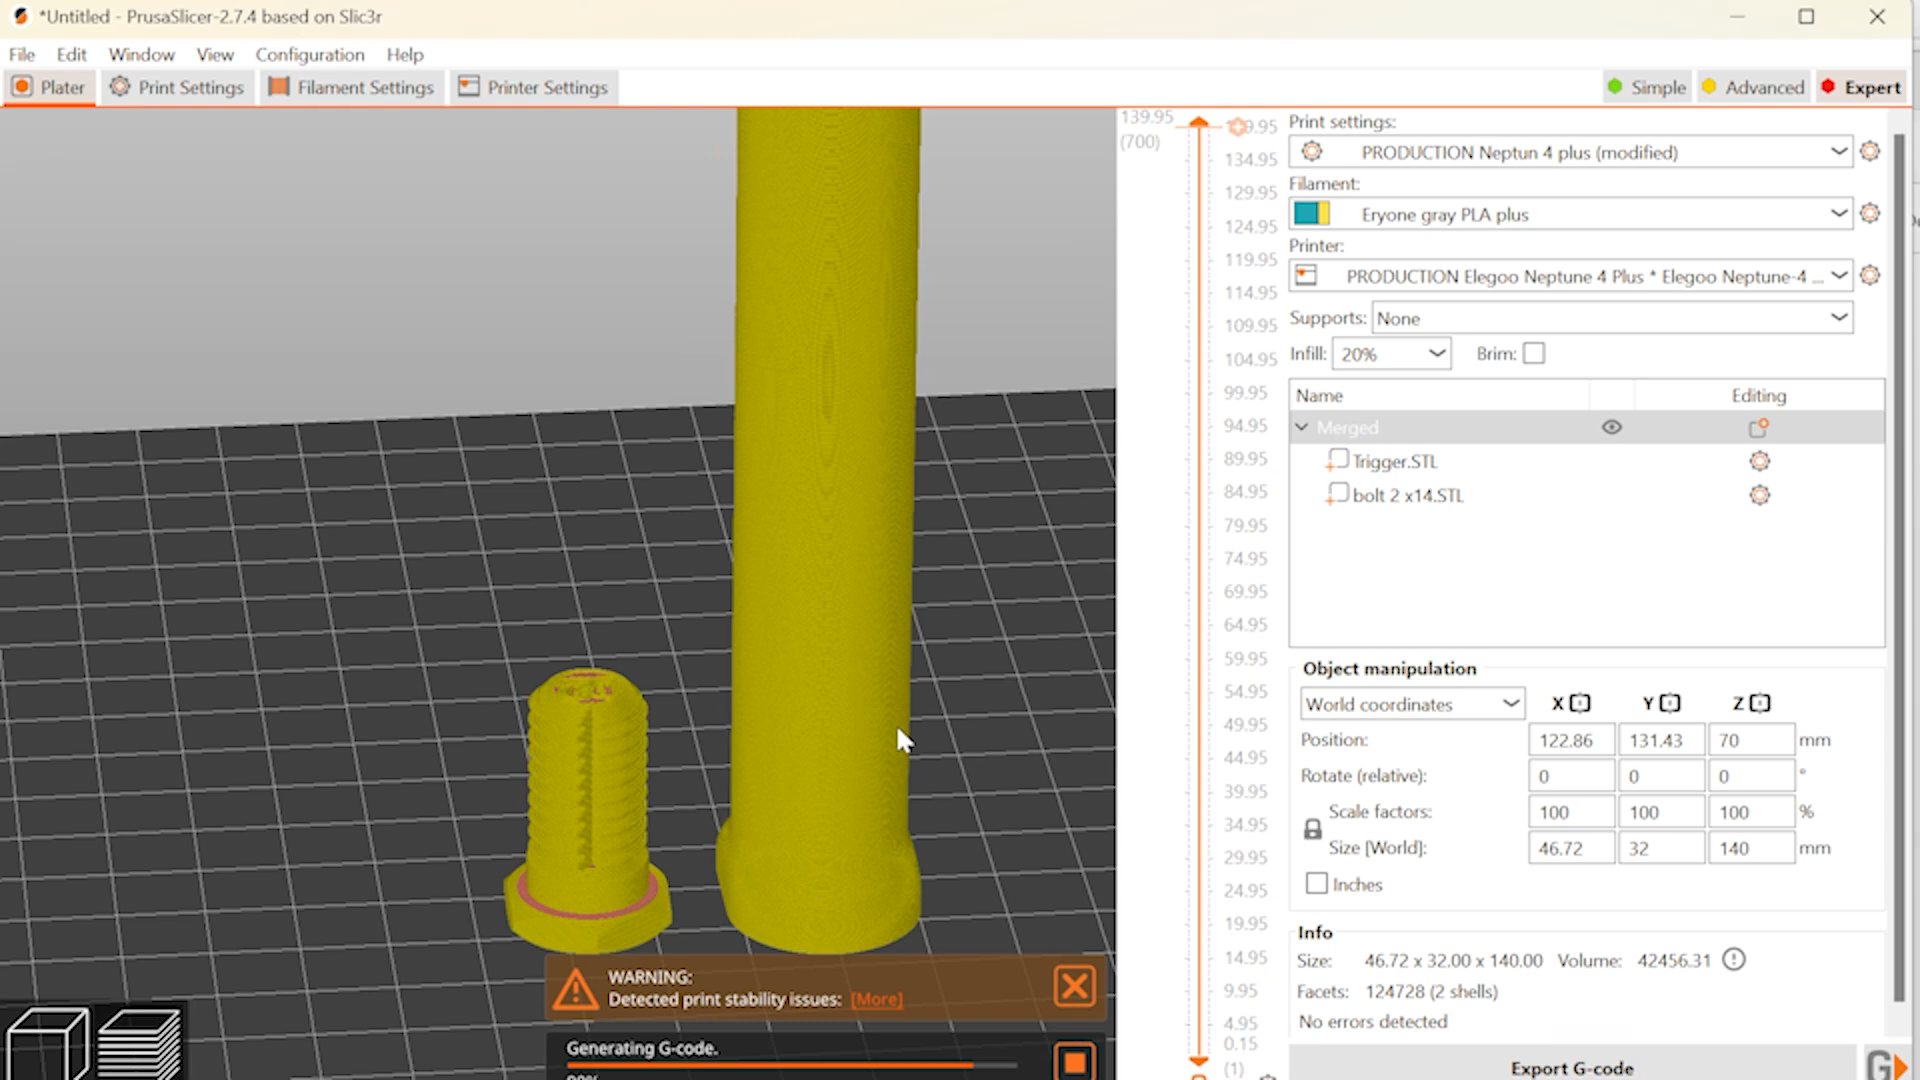 *Untitled - PrusaSlicer-2.7.4 based on Slic3r
File Edit Window View Configuration Help
Plater Print Settings Filament Settings Printer Settings Simple Advanced Expert
139.95
(700)
134.95
129.95
124.95
119.95
114.95
109.95
104.95
99.95
94.95
89.95
84.95
79.95
74.95
69.95
64.95
59.95
54.95
49.95
44.95
39.95
34.95
29.95
24.95
19.95
14.95
9.95
4.95
0.15
(1)
Print settings:
PRODUCTION Neptun 4 plus (modified)
Filament:
Eryone gray PLA plus
Printer:
PRODUCTION Elegoo Neptune 4 Plus * Elegoo Neptune-4 ...
Supports: None
Infill: 20% Brim:
Name Editing
Merged
Trigger.STL
bolt 2 x14.STL
Object manipulation
World coordinates X Y Z
Position: 122.86 131.43 70 mm
Rotate (relative): 0 0 0 °
Scale factors: 100 100 100 %
Size [World]: 46.72 32 140 mm
Inches
Info
Size: 46.72 x 32.00 x 140.00 Volume: 42456.31
Facets: 124728 (2 shells)
No errors detected
Export G-code
WARNING:
Detected print stability issues: [More]
Generating G-code.